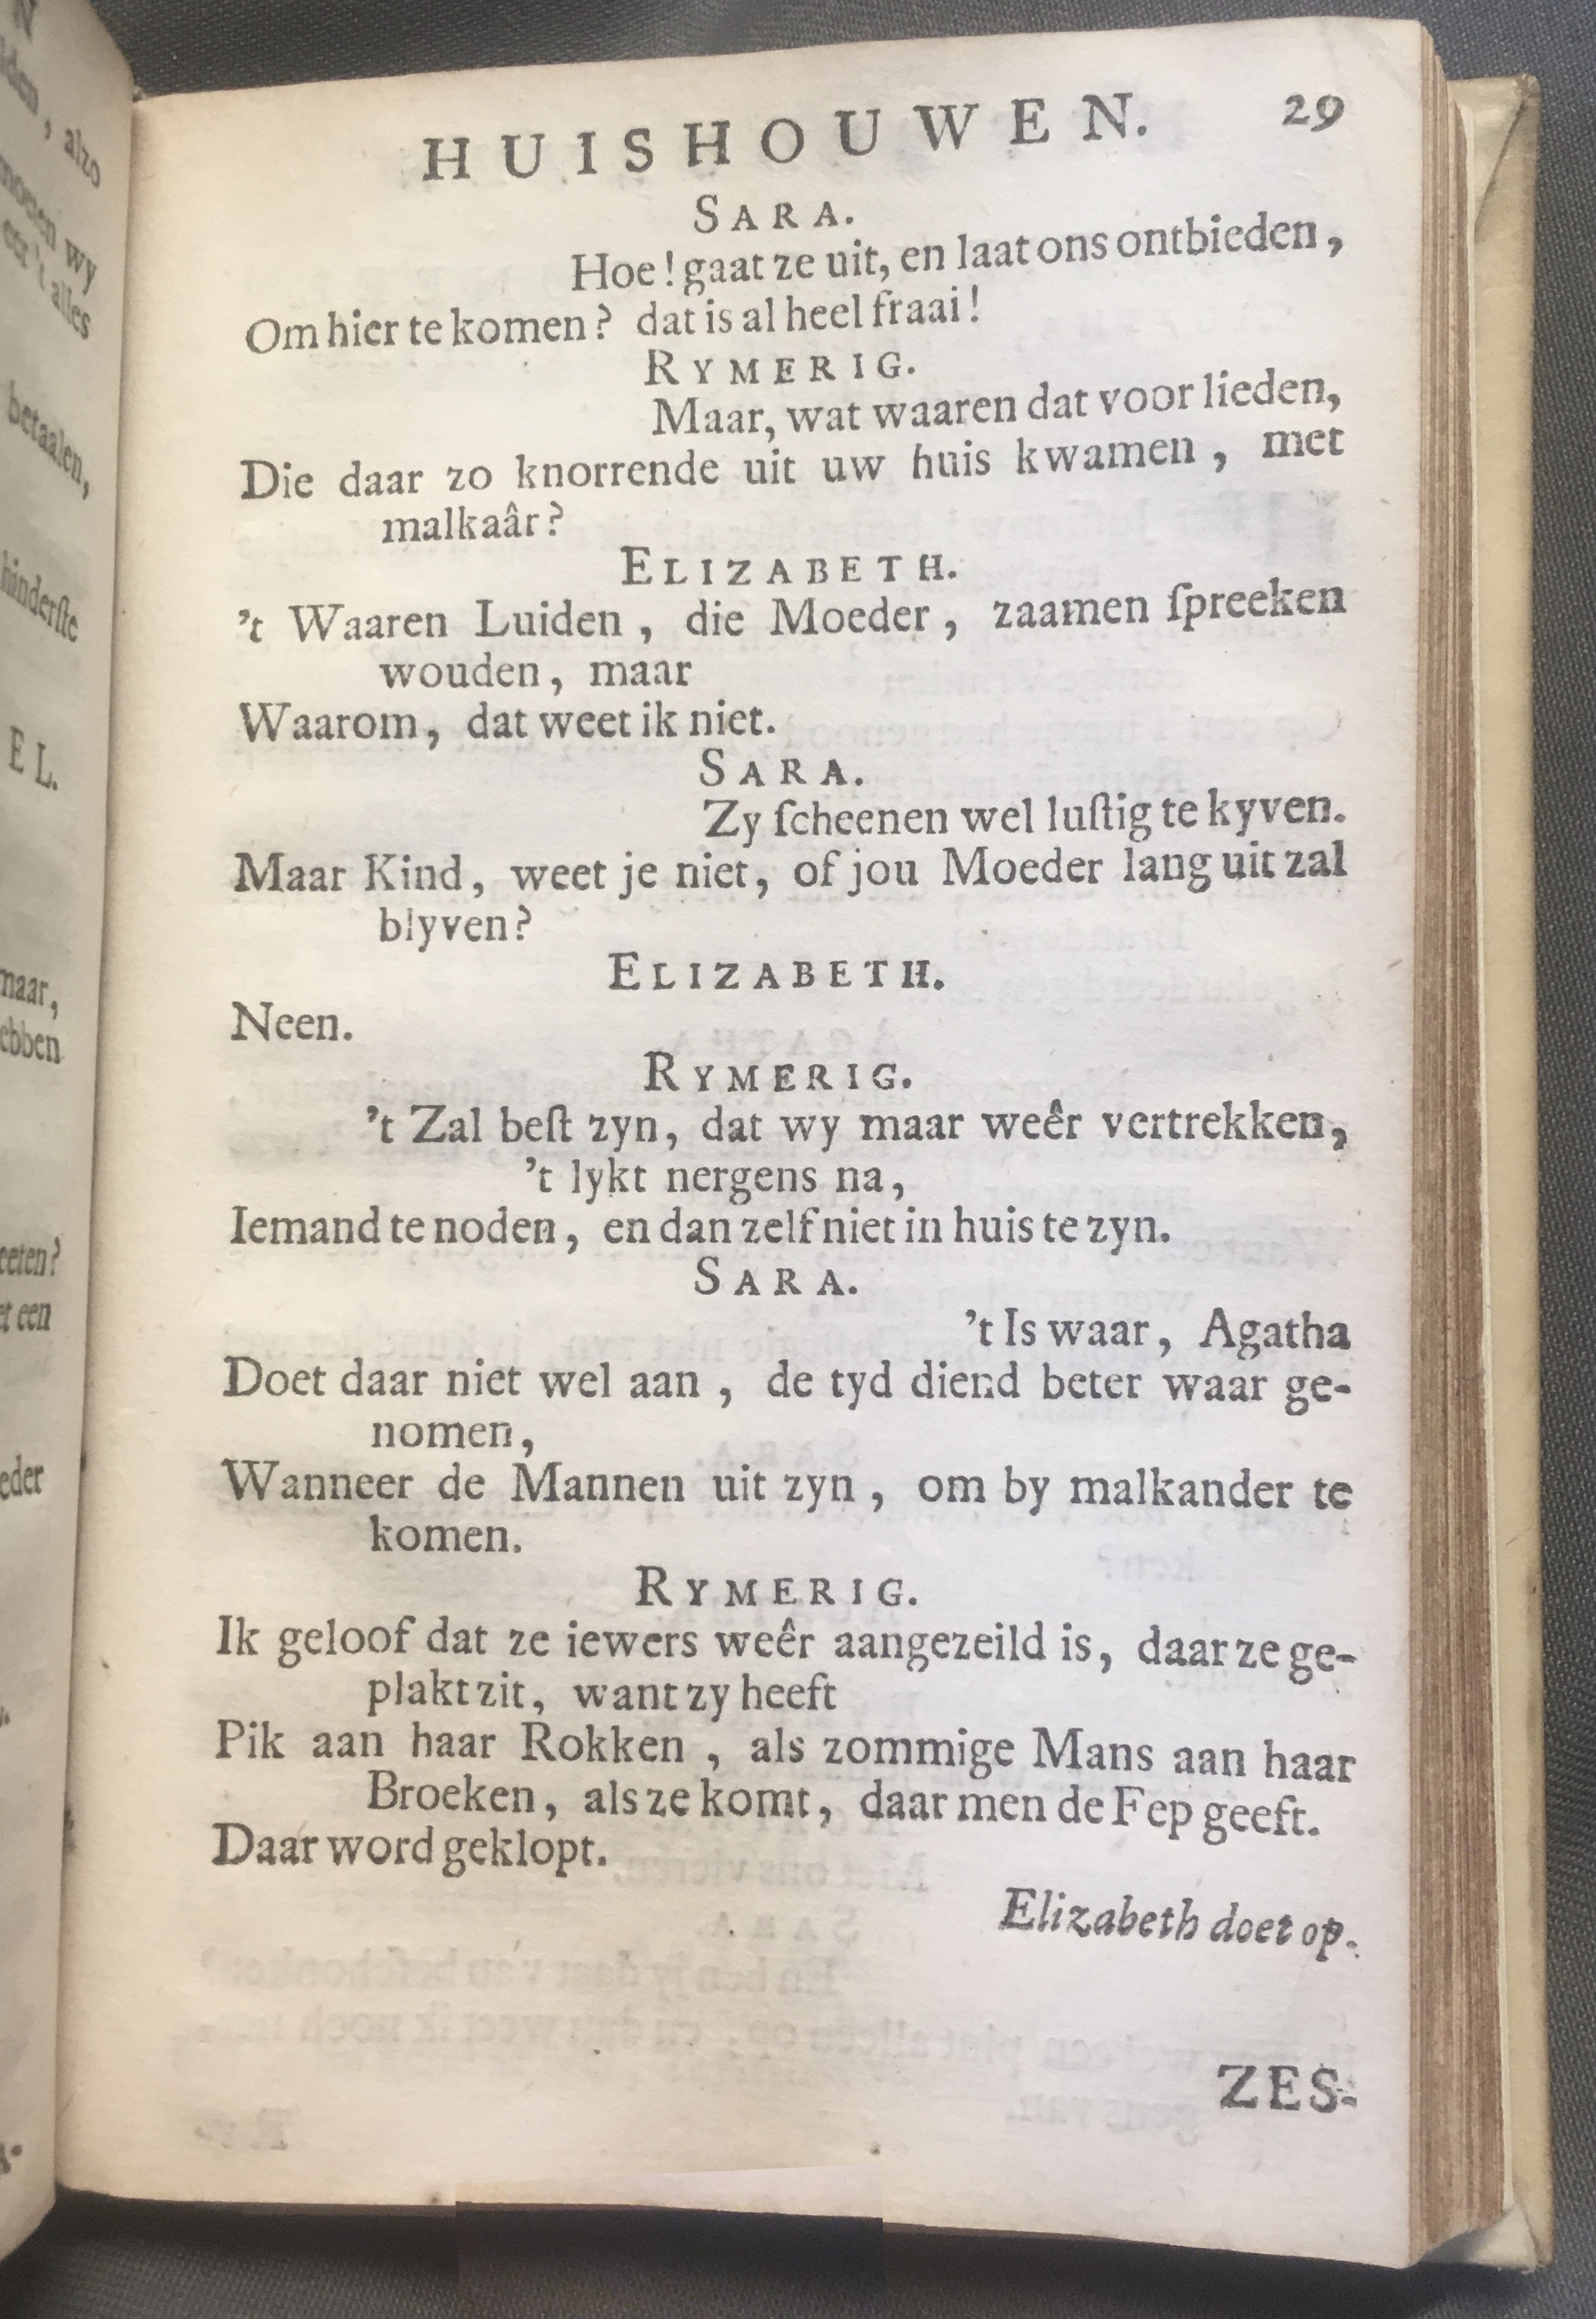 HUISHOUWEN. 29
SARA.
Hoe! gaat ze uit, en laat ons ontbieden,
Om hier te komen? dat is al heel fraai!
RYMERIG.
Maar, wat waaren dat voor lieden,
Die daar zo knorrende uit uw huis kwamen, met
malkaâr?
ELIZABETH.
't Waaren Luiden, die Moeder, zaamen ſpreeken
wouden, maar
Waarom, dat weet ik niet.
SARA.
Zy ſcheenen wel luſtig te kyven.
Maar Kind, weet je niet, of jou Moeder lang uit zal
blyven?
ELIZABETH.
Neen.
RYMERIG.
't Zal beſt zyn, dat wy maar weêr vertrekken,
't lykt nergens na,
Iemand te noden, en dan zelf niet in huis te zyn.
SARA.
't Is waar, Agatha
Doet daar niet wel aan, de tyd diend beter waar ge-
nomen,
Wanneer de Mannen uit zyn, om by malkander te
komen.
RYMERIG.
Ik geloof dat ze iewers weêr aangezeild is, daar ze ge-
plakt zit, want zy heeft
Pik aan haar Rokken, als zommige Mans aan haar
Broeken, als ze komt, daar men de Fep geeft.
Daar word geklopt.
Elizabeth doet op.
ZES-